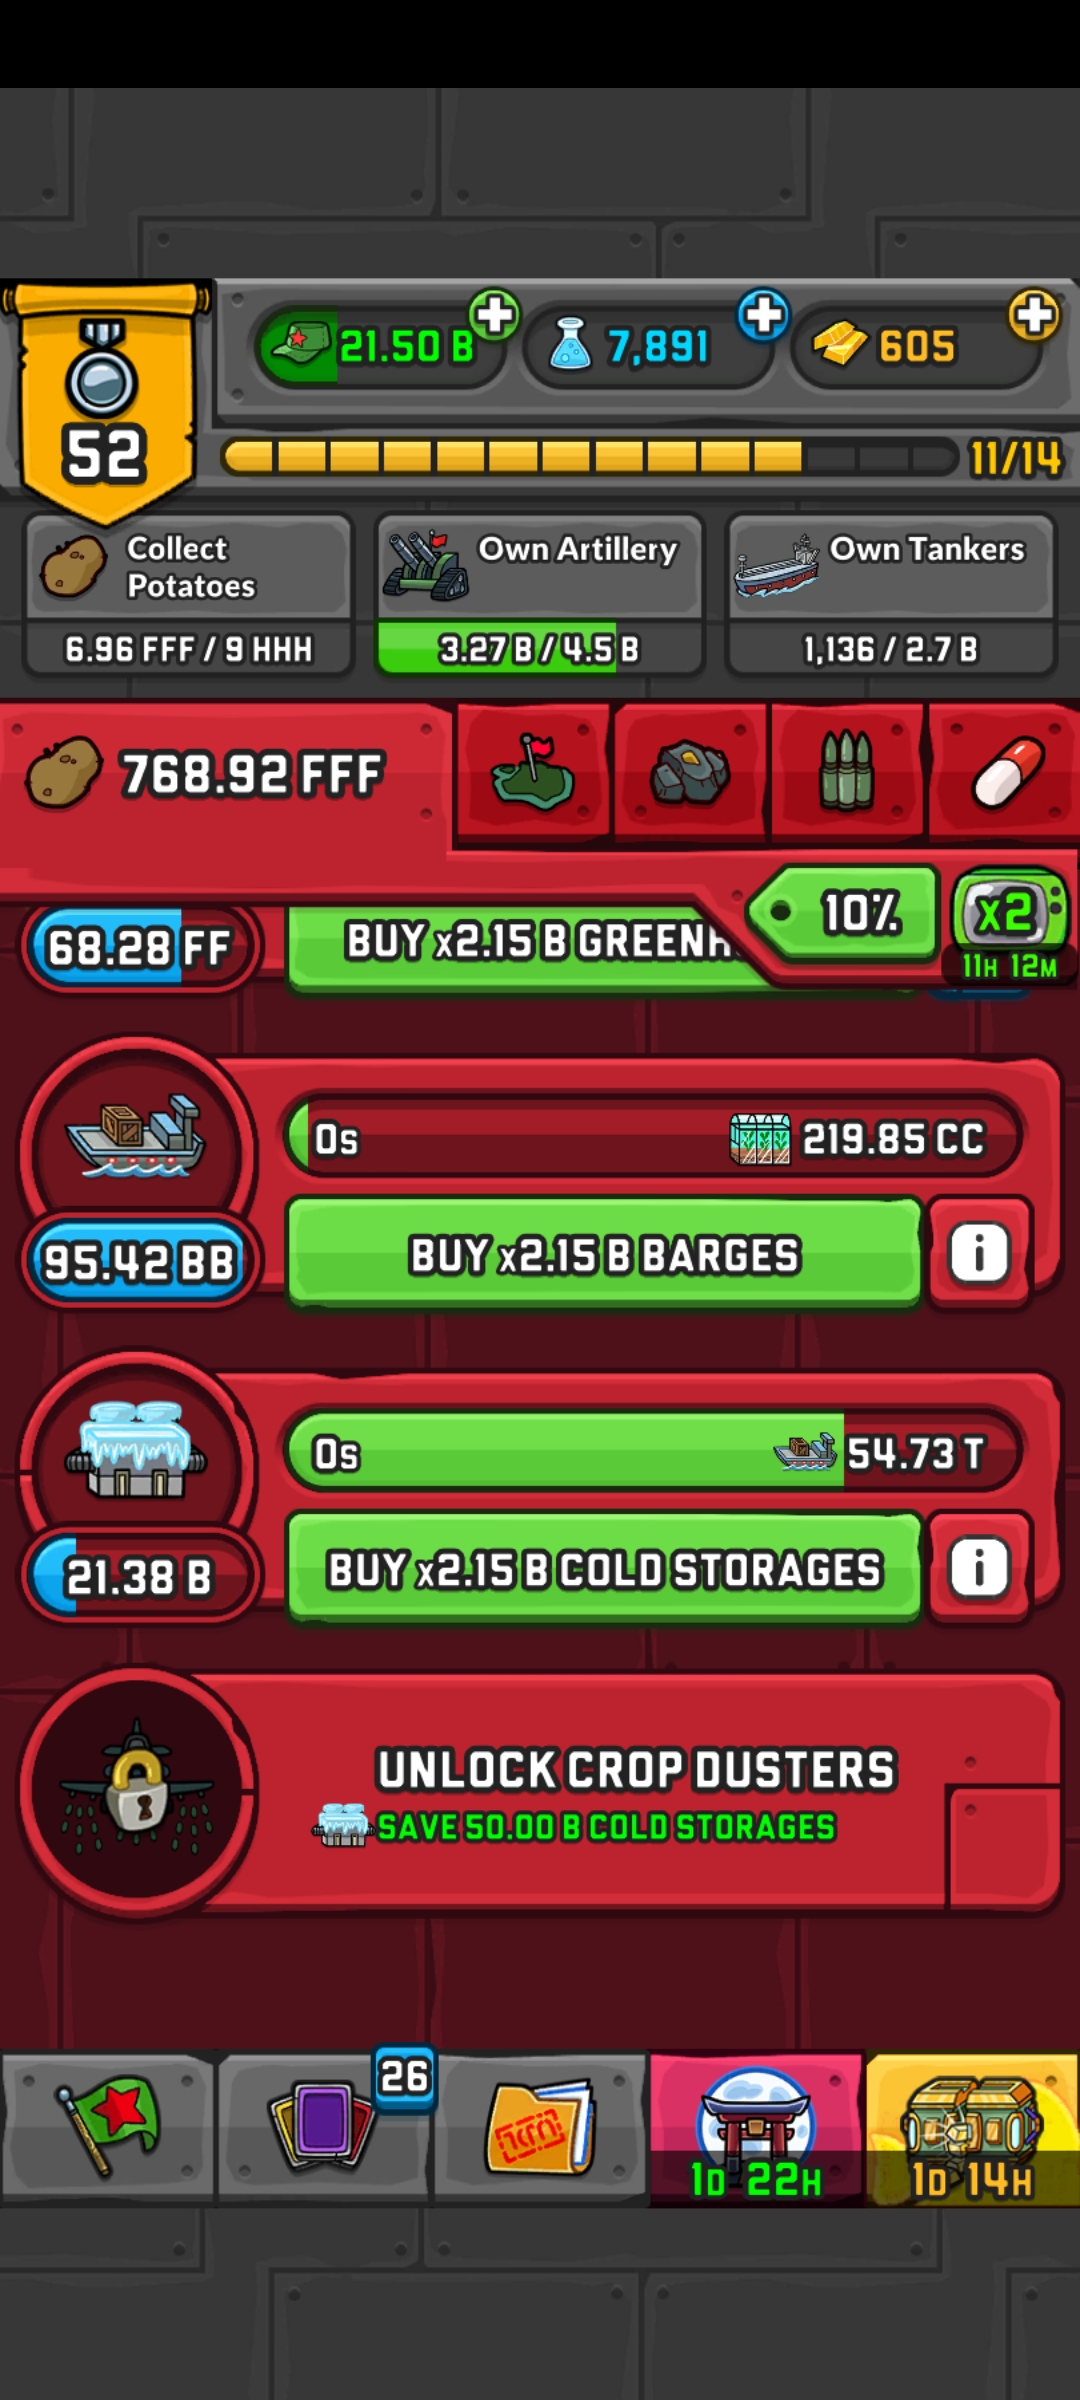 21.50 B
7,891
605
52
11/14
Collect
Potatoes
6.96 FFF / 9 HHH
Own Artillery
3.27 B / 4.5 B
Own Tankers
1,136 / 2.7 B
768.92 FFF
10%
x2
11H 12M
68.28 FF
BUY x2.15 B
0s
219.85 CC
95.42 BB
BUY x2.15 B BARGES
i
0s
54.73 T
21.38 B
BUY x2.15 B COLD STORAGES
i
UNLOCK CROP DUSTERS
SAVE 50.00 B COLD STORAGES
26
1D 22H
1D 14H